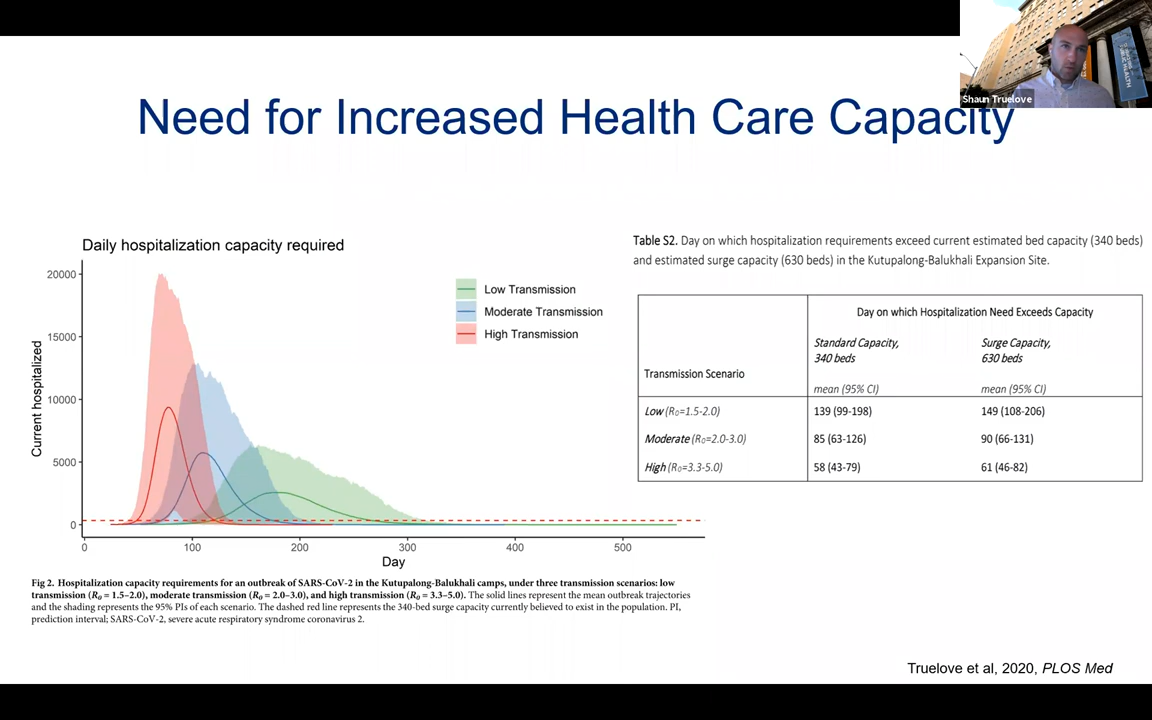 Shaun Truelove
Need for Increased Health Care Capacity
Daily hospitalization capacity required
20000
15000
10000
5000
0
Current hospitalized
0 100 200 300 400 500
Day
Low Transmission
Moderate Transmission
High Transmission
Fig 2. Hospitalization capacity requirements for an outbreak of SARS-CoV-2 in the Kutupalong-Balukhali camps, under three transmission scenarios: low
transmission (R0 = 1.5–2.0), moderate transmission (R0 = 2.0–3.0), and high transmission (R0 = 3.3–5.0). The solid lines represent the mean outbreak trajectories
and the shading represents the 95% PIs of each scenario. The dashed red line represents the 340-bed surge capacity currently believed to exist in the population. PI,
prediction interval; SARS-CoV-2, severe acute respiratory syndrome coronavirus 2.
Table S2. Day on which hospitalization requirements exceed current estimated bed capacity (340 beds)
and estimated surge capacity (630 beds) in the Kutupalong-Balukhali Expansion Site.
Day on which Hospitalization Need Exceeds Capacity
Standard Capacity, Surge Capacity,
340 beds 630 beds
Transmission Scenario
mean (95% CI) mean (95% CI)
Low (R0=1.5-2.0) 139 (99-198) 149 (108-206)
Moderate (R0=2.0-3.0) 85 (63-126) 90 (66-131)
High (R0=3.3-5.0) 58 (43-79) 61 (46-82)
Truelove et al, 2020, PLOS Med